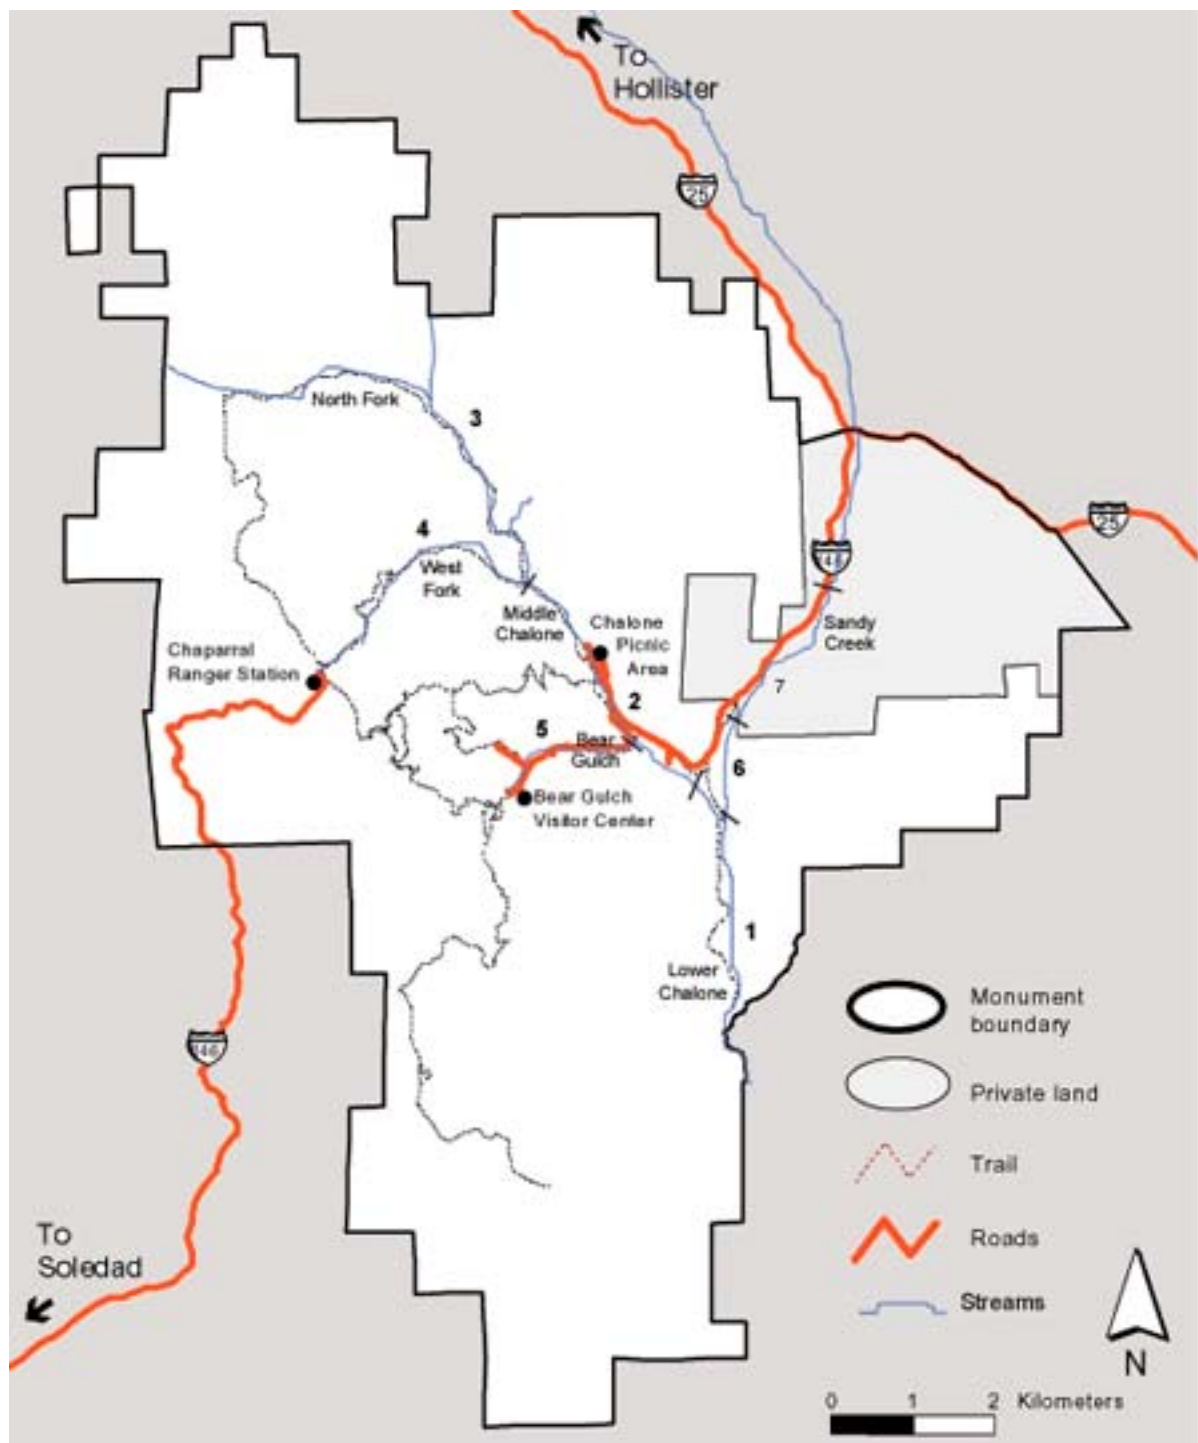 To
Hollister
25
North Fork
3
4
West
Fork
25
Middle
Chalone
Chalone
Picnic
Area
Sandy
Creek
Chaparral
Ranger Station
7
2
5
Bear
Gulch
6
Bear Gulch
Visitor Center
1
Lower
Chalone
Monument
boundary
146
Private land
Trail
To
Soledad
Roads
Streams
N
0 1 2 Kilometers